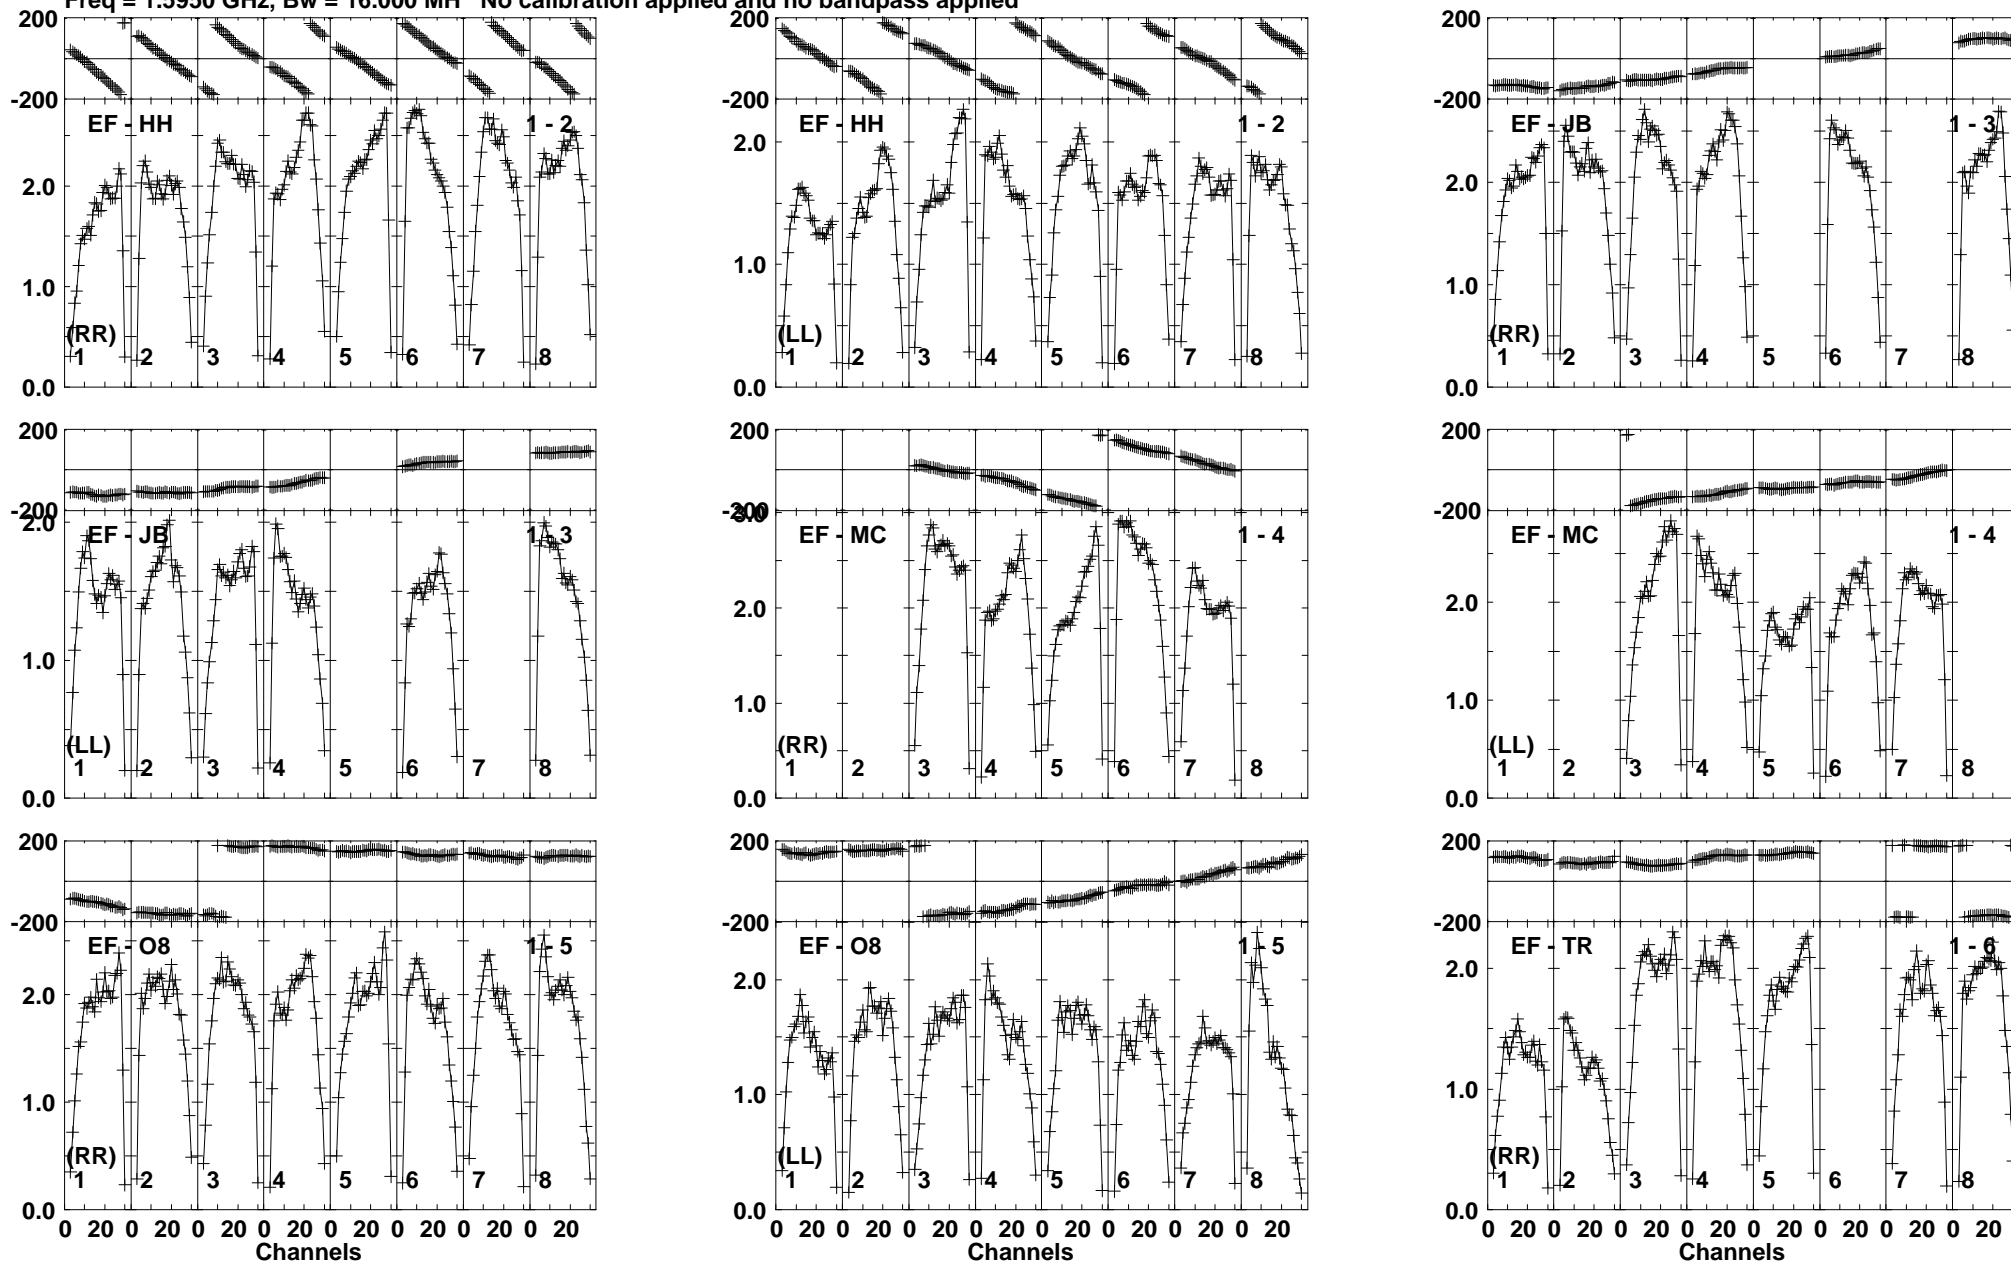 Freq = 1.5950 GHz, Bw = 16.000 MH No calibration applied and no bandpass applied
200 200 200
-200 -200 -200
EF - HH 1 - 2 EF - HH 1 - 2 EF - JB 1 - 3
2.0 2.0 2.0
1.0 1.0 1.0
(RR) (LL) (RR)
1 2 3 4 5 6 7 8 1 2 3 4 5 6 7 8 1 2 3 4 5 6 7 8
0.0 0.0 0.0
200 200 200
-200 -200 -200
2.0 3.0
EF - JB 1 - 3 EF - MC 1 - 4 EF - MC 1 - 4
2.0 2.0
1.0 1.0 1.0
(LL) (RR) (LL)
1 2 3 4 5 6 7 8 1 2 3 4 5 6 7 8 1 2 3 4 5 6 7 8
0.0 0.0 0.0
200 200 200
-200 -200 -200
EF - O8 1 - 5 EF - O8 1 - 5 EF - TR 1 - 6
2.0 2.0 2.0
1.0 1.0 1.0
(RR) (LL) (RR)
1 2 3 4 5 6 7 8 1 2 3 4 5 6 7 8 1 2 3 4 5 6 7 8
0.0 0.0 0.0
0 20 0 20 0 20 0 20 0 20 0 20 0 20 0 20 0 20 0 20 0 20 0 20 0 20 0 20 0 20 0 20 0 20 0 20 0 20 0 20 0 20 0 20 0 20 0 20
Channels Channels Channels